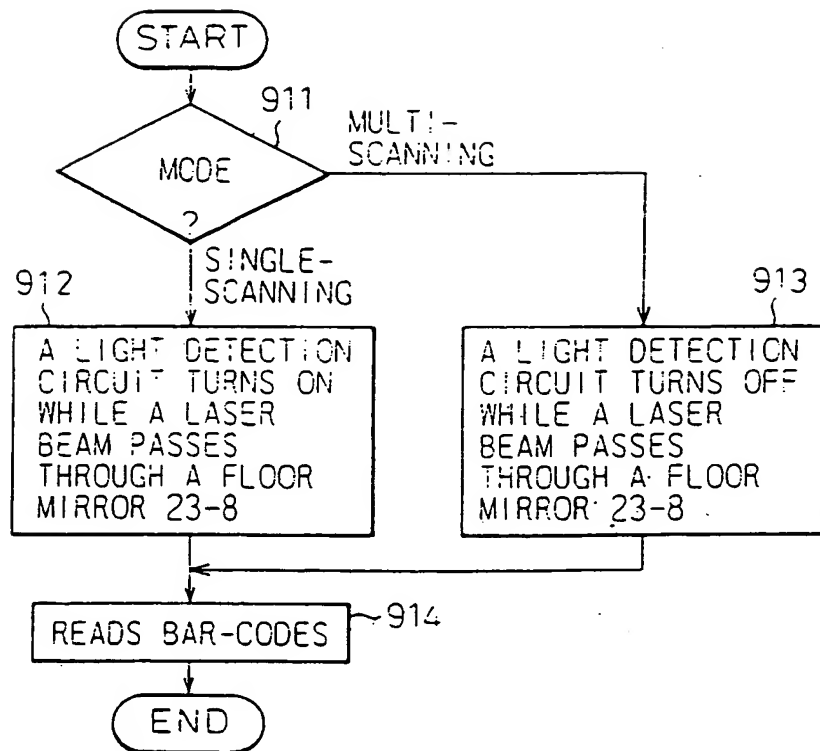 START
911
MULTI-
SCANNING
MODE
?
SINGLE-
SCANNING
912
A LIGHT DETECTION
CIRCUIT TURNS ON
WHILE A LASER
BEAM PASSES
THROUGH A FLOOR
MIRROR 23-8
913
A LIGHT DETECTION
CIRCUIT TURNS OFF
WHILE A LASER
BEAM PASSES
THROUGH A FLOOR
MIRROR 23-8
READS BAR-CODES
914
END